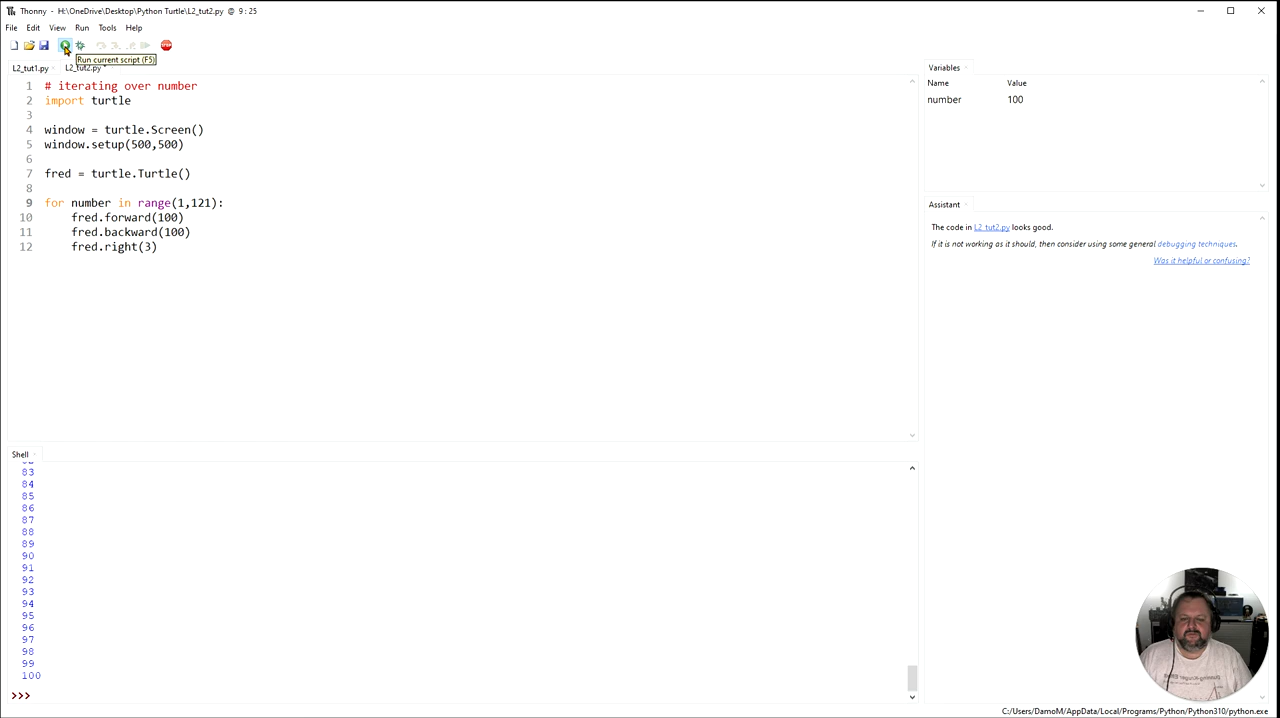 Thonny - H:\OneDrive\Desktop\Python Turtle\L2_tut2.py @ 9 : 25
File Edit View Run Tools Help
Run current script (F5)
L2_tut1.py × L2_tut2.py *
1 # iterating over number
2 import turtle
3
4 window = turtle.Screen()
5 window.setup(500,500)
6
7 fred = turtle.Turtle()
8
9 for number in range(1,121):
10 fred.forward(100)
11 fred.backward(100)
12 fred.right(3)
Variables ×
Name Value
number 100
Assistant ×
The code in L2_tut2.py looks good.
If it is not working as it should, then consider using some general debugging techniques.
Was it helpful or confusing?
Shell ×
83
84
85
86
87
88
89
90
91
92
93
94
95
96
97
98
99
100
>>>
C:/Users/DamoM/AppData/Local/Programs/Python/Python310/python.exe